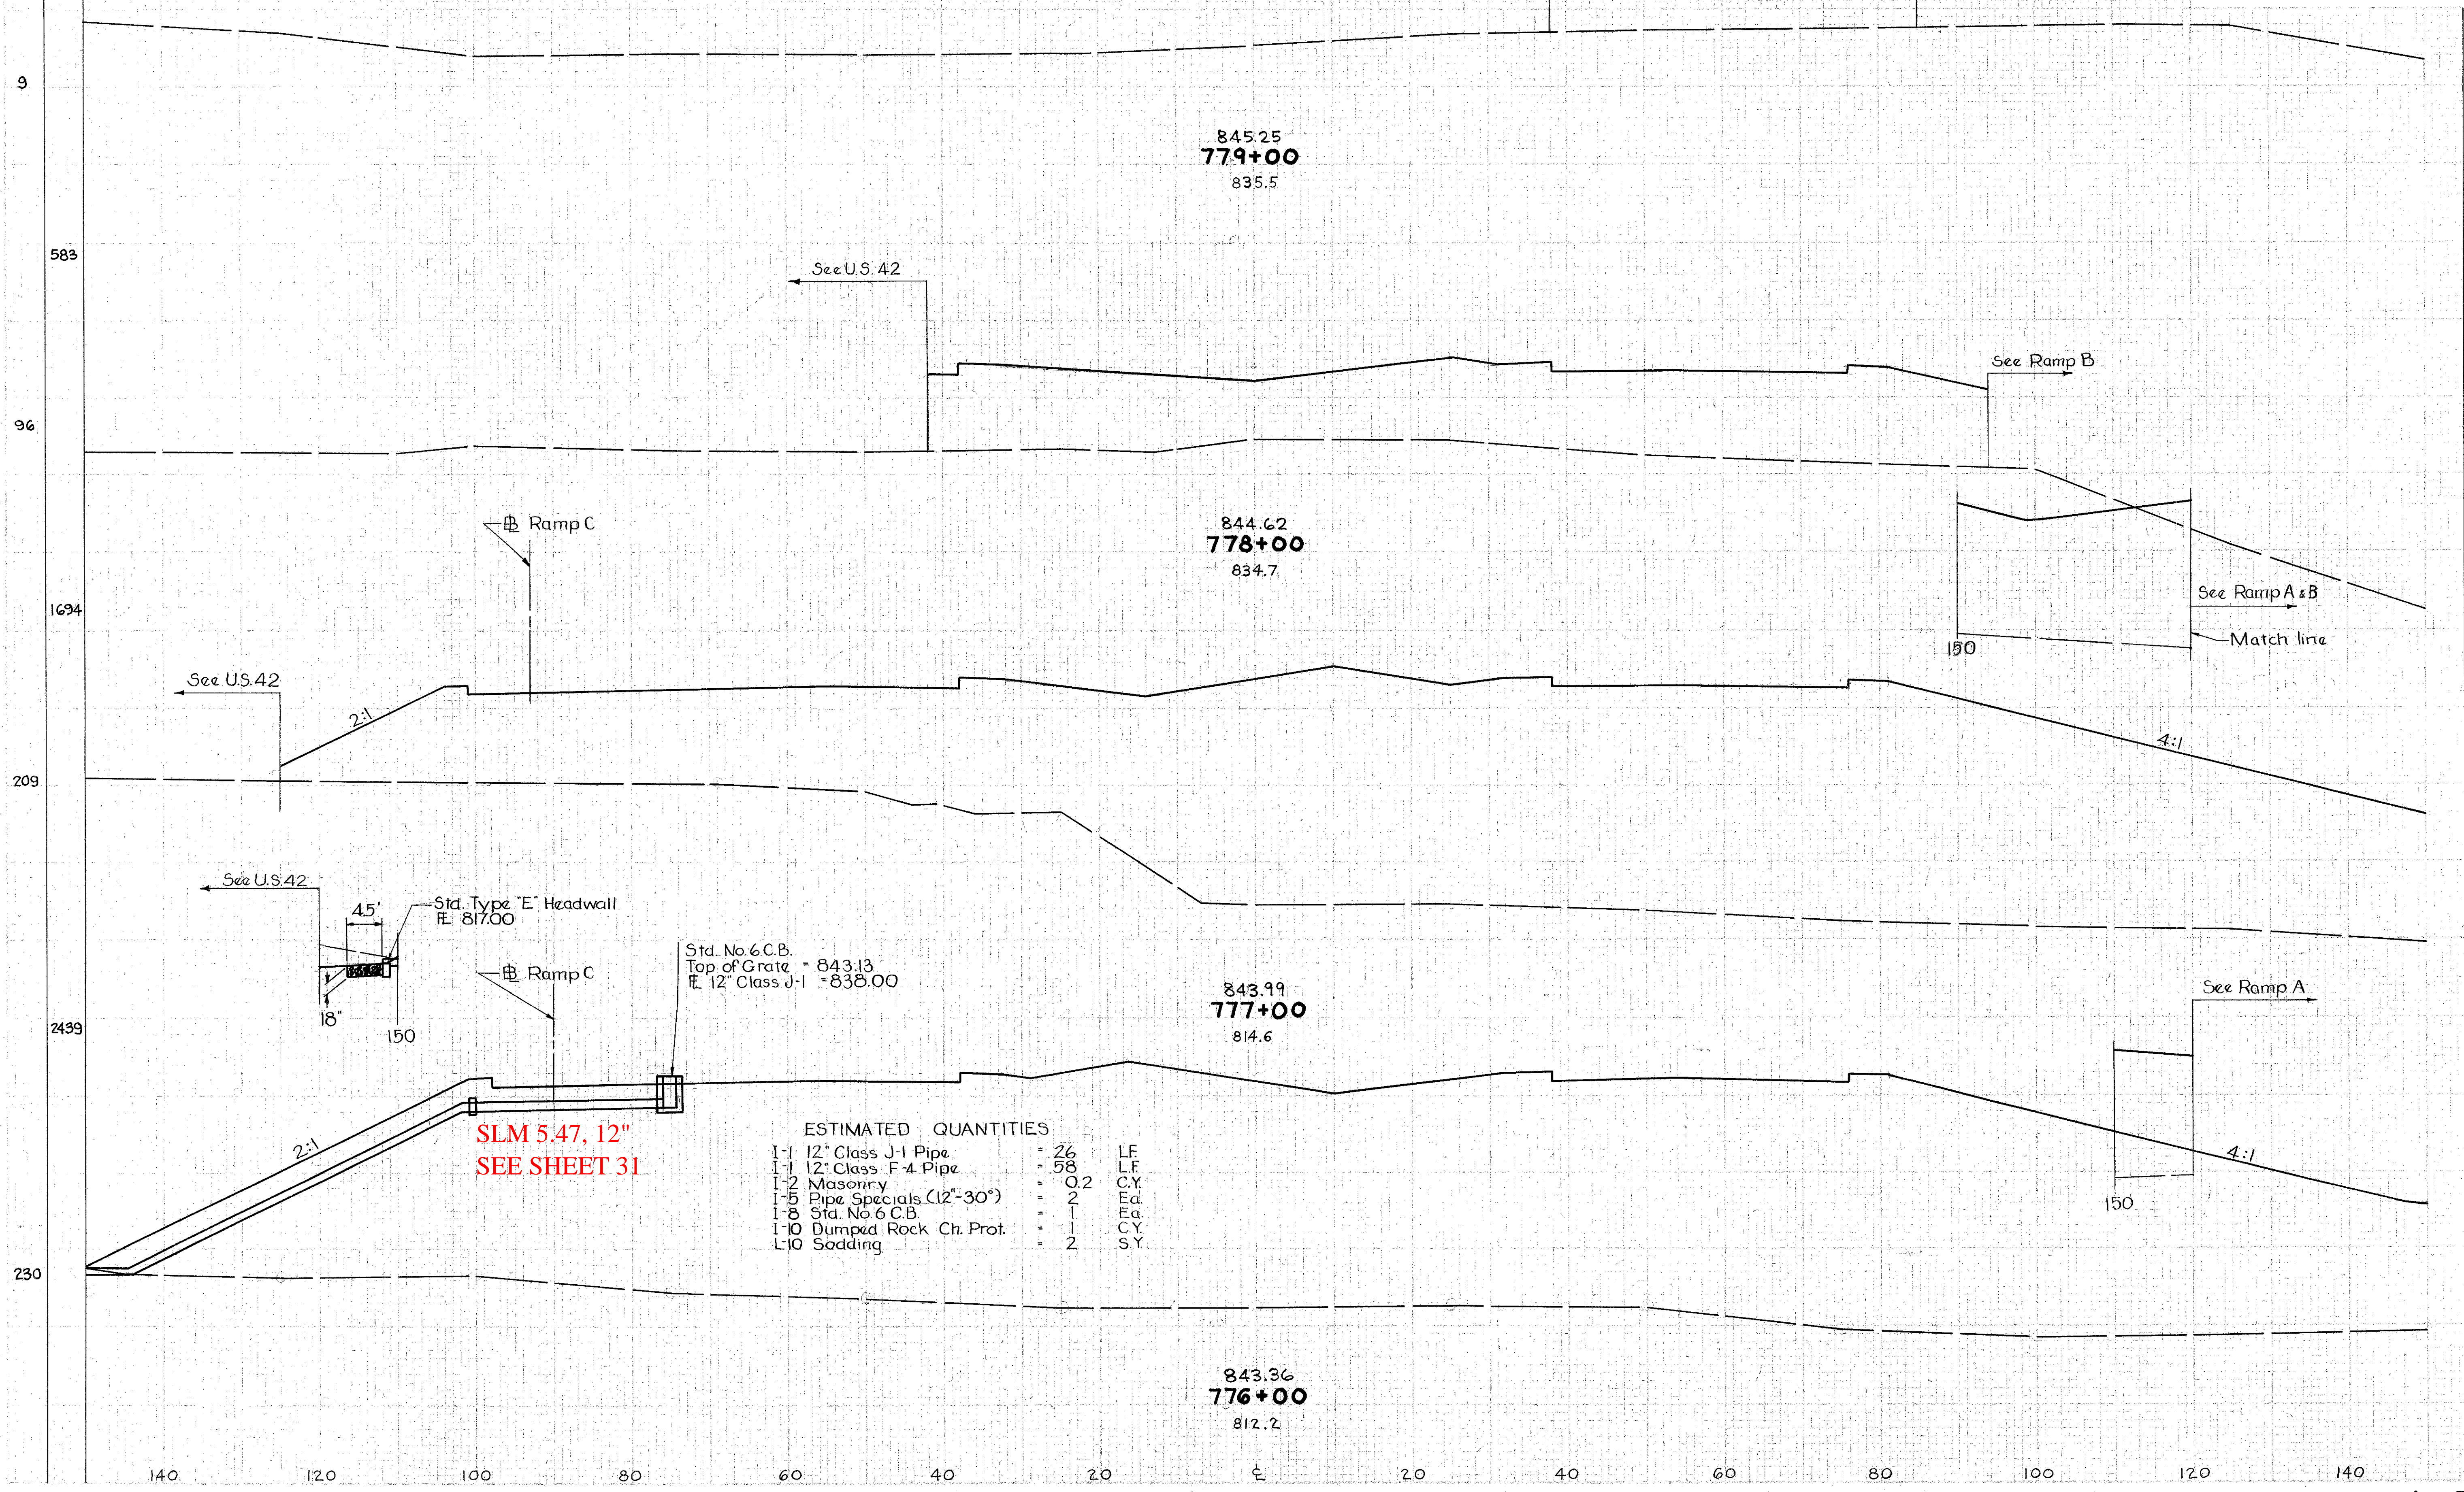 9
845.25
779+00
835.5
583
See U.S. 42
See Ramp B
96
℄ Ramp C
844.62
778+00
834.7
1694
See Ramp A & B
150
Match line
See U.S. 42
2:1
4:1
209
See U.S. 42
4.5'
Std. Type "E" Headwall
817.00
18"
150
Ramp C
Std. No. 6 C.B.
Top of Grate = 843.13
12" Class J-1 = 838.00
843.99
777+00
814.6
See Ramp A
2439
2:1
SLM 5.47, 12"
SEE SHEET 31
ESTIMATED QUANTITIES
I-1 12" Class J-1 Pipe = 26 L.F.
I-1 12" Class F-4 Pipe = 58 L.F.
I-2 Masonry = 0.2 C.Y.
I-5 Pipe Specials (12"-30°) = 2 Ea.
I-8 Std. No. 6 C.B. = 1 Ea.
I-10 Dumped Rock Ch. Prot. = 1 C.Y.
L-10 Sodding = 2 S.Y.
4:1
150
230
843.36
776+00
812.2
140 120 100 80 60 40 20 ℄ 20 40 60 80 100 120 140